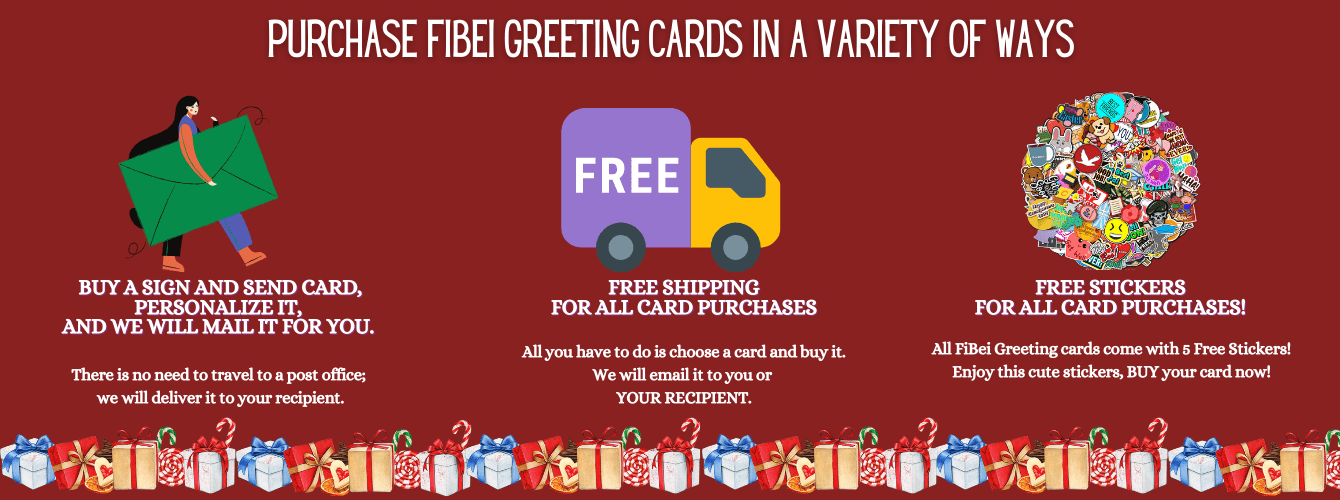 PURCHASE FIBEI GREETING CARDS IN A VARIETY OF WAYS
BUY A SIGN AND SEND CARD,
PERSONALIZE IT,
AND WE WILL MAIL IT FOR YOU.
There is no need to travel to a post office;
we will deliver it to your recipient.
FREE
FREE SHIPPING
FOR ALL CARD PURCHASES
All you have to do is choose a card and buy it.
We will email it to you or
YOUR RECIPIENT.
FREE STICKERS
FOR ALL CARD PURCHASES!
All FiBei Greeting cards come with 5 Free Stickers!
Enjoy this cute stickers, BUY your card now!